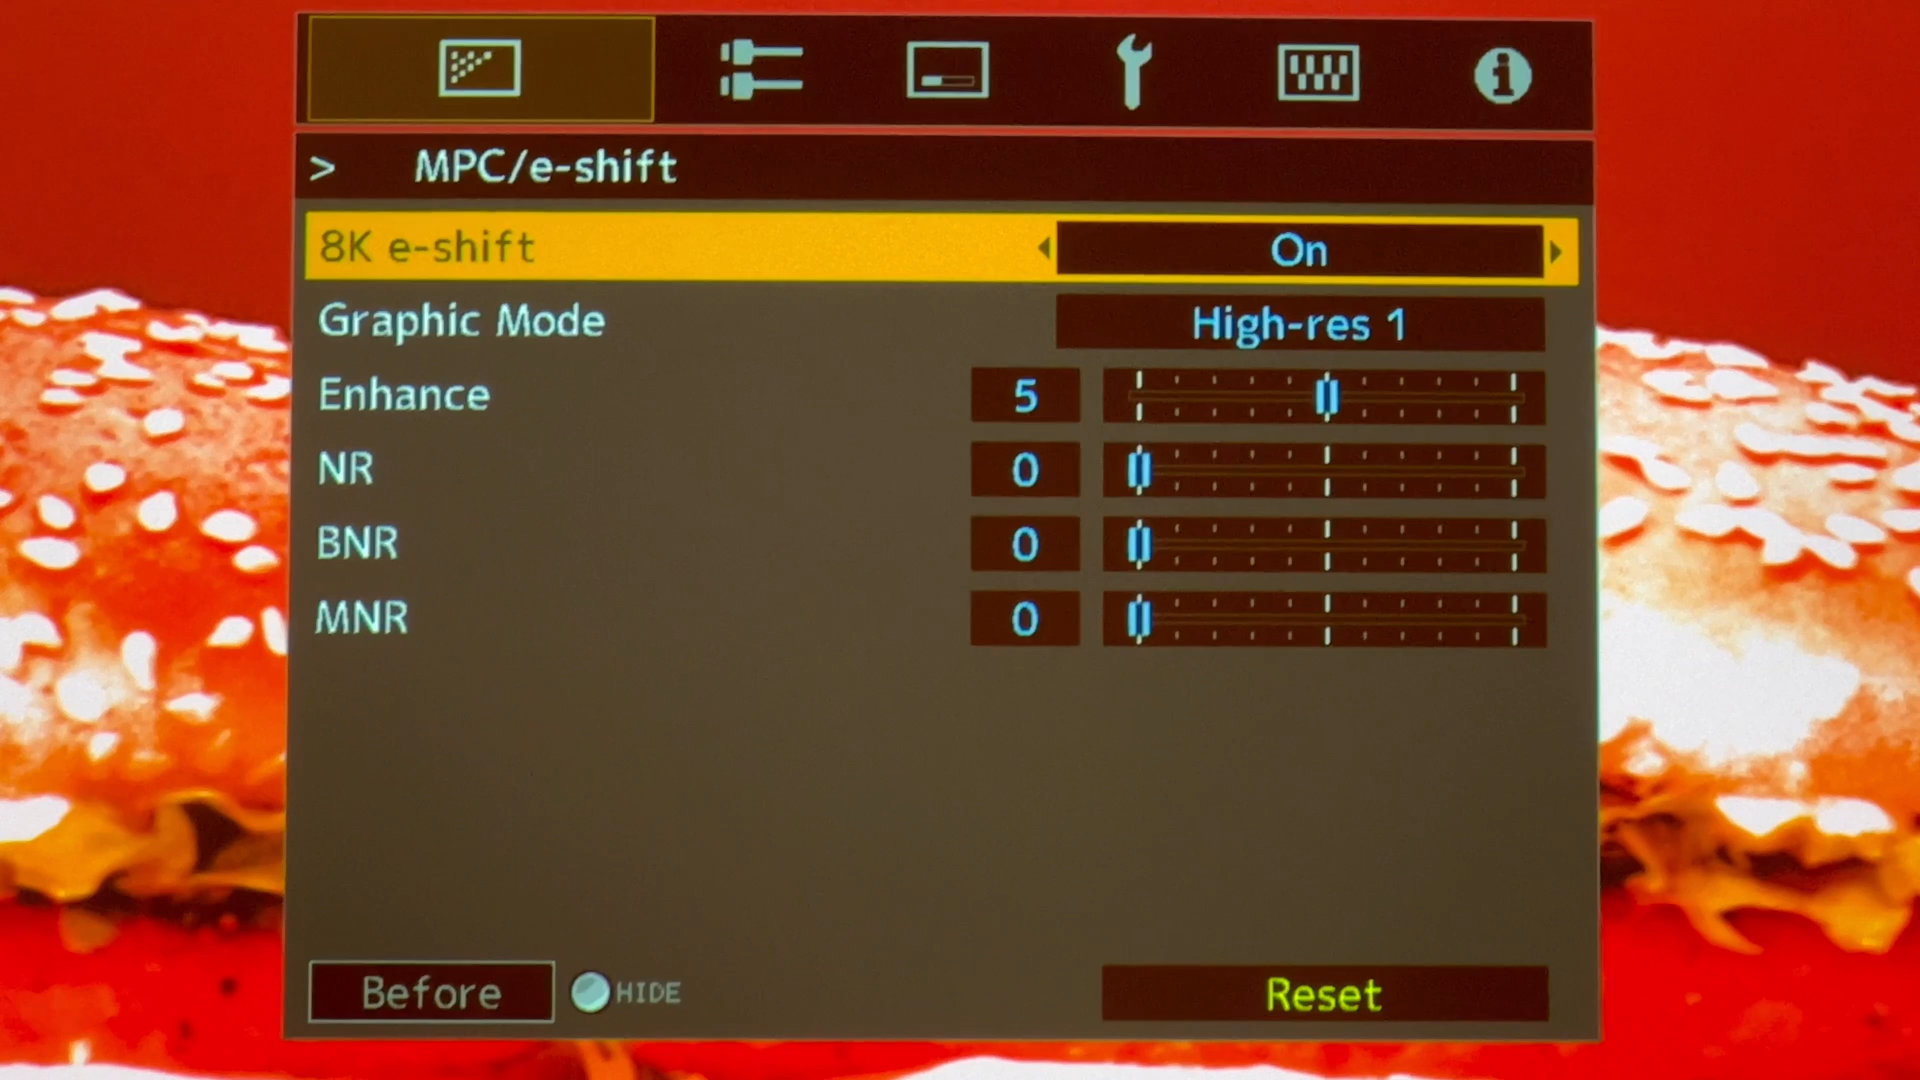 > MPC/e-shift
8K e-shift On
Graphic Mode High-res 1
Enhance 5
NR 0
BNR 0
MNR 0
Before HIDE Reset